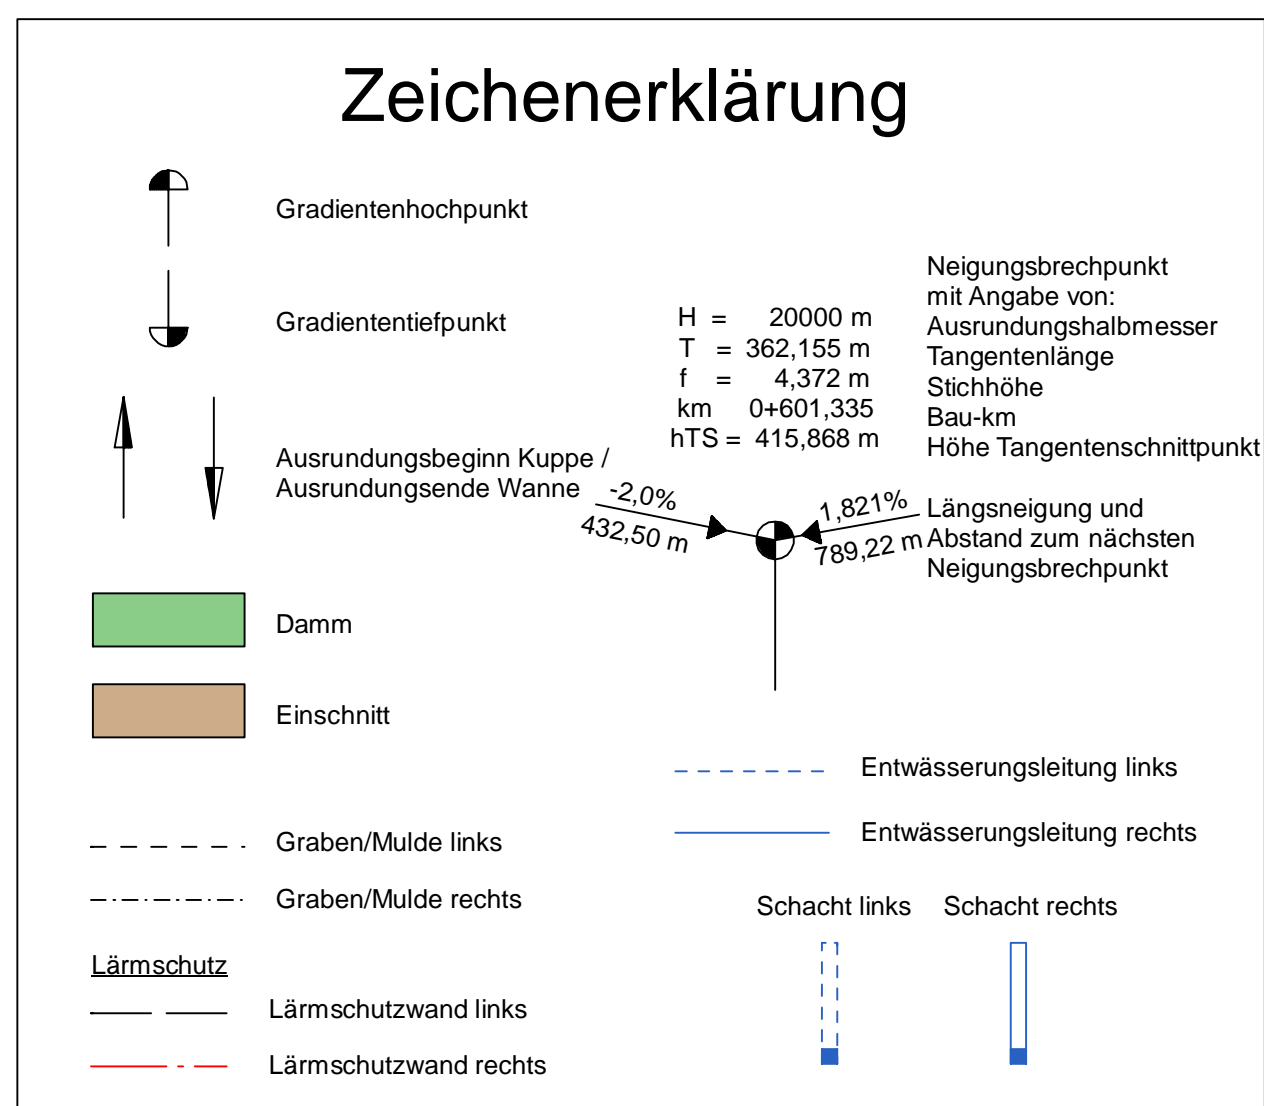 Zeichenerklärung
Gradientenhochpunkt
Gradiententiefpunkt
Ausrundungsbeginn Kuppe /
Ausrundungsende Wanne
H = 20000 m
T = 362,155 m
f = 4,372 m
km 0+601,335
hTS = 415,868 m
Neigungsbrechpunkt
mit Angabe von:
Ausrundungshalbmesser
Tangentenlänge
Stichhöhe
Bau-km
Höhe Tangentenschnittpunkt
-2,0%
432,50 m
1,821%
789,22 m
Längsneigung und
Abstand zum nächsten
Neigungsbrechpunkt
Damm
Einschnitt
Entwässerungsleitung links
Entwässerungsleitung rechts
Graben/Mulde links
Graben/Mulde rechts
Schacht links Schacht rechts
Lärmschutz
Lärmschutzwand links
Lärmschutzwand rechts